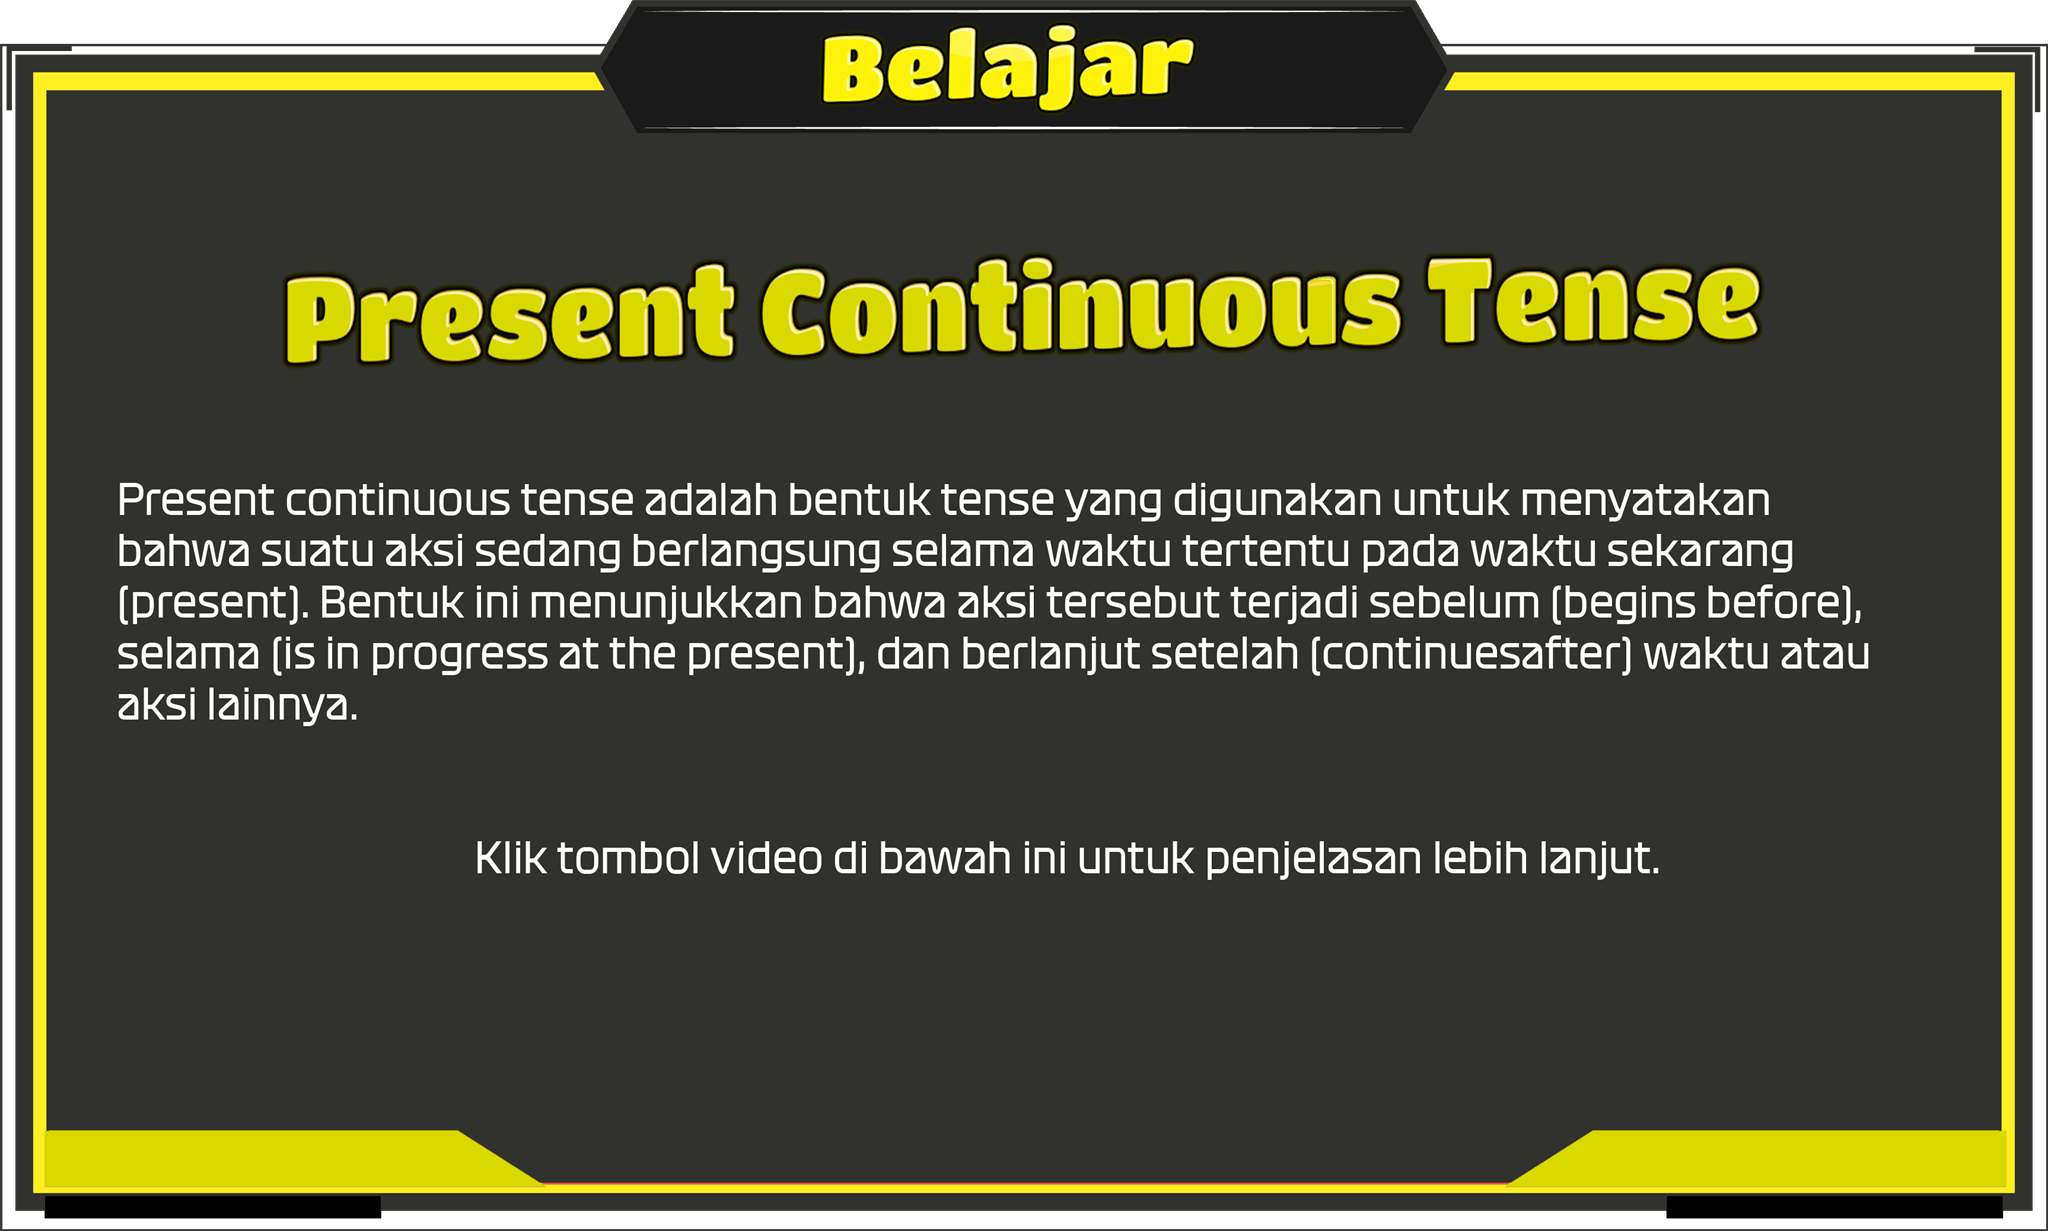 Belajar
Present Continuous Tense
Present continuous tense adalah bentuk tense yang digunakan untuk menyatakan
bahwa suatu aksi sedang berlangsung selama waktu tertentu pada waktu sekarang
(present). Bentuk ini menunjukkan bahwa aksi tersebut terjadi sebelum (begins before),
selama (is in progress at the present), dan berlanjut setelah (continuesafter) waktu atau
aksi lainnya.
Klik tombol video di bawah ini untuk penjelasan lebih lanjut.